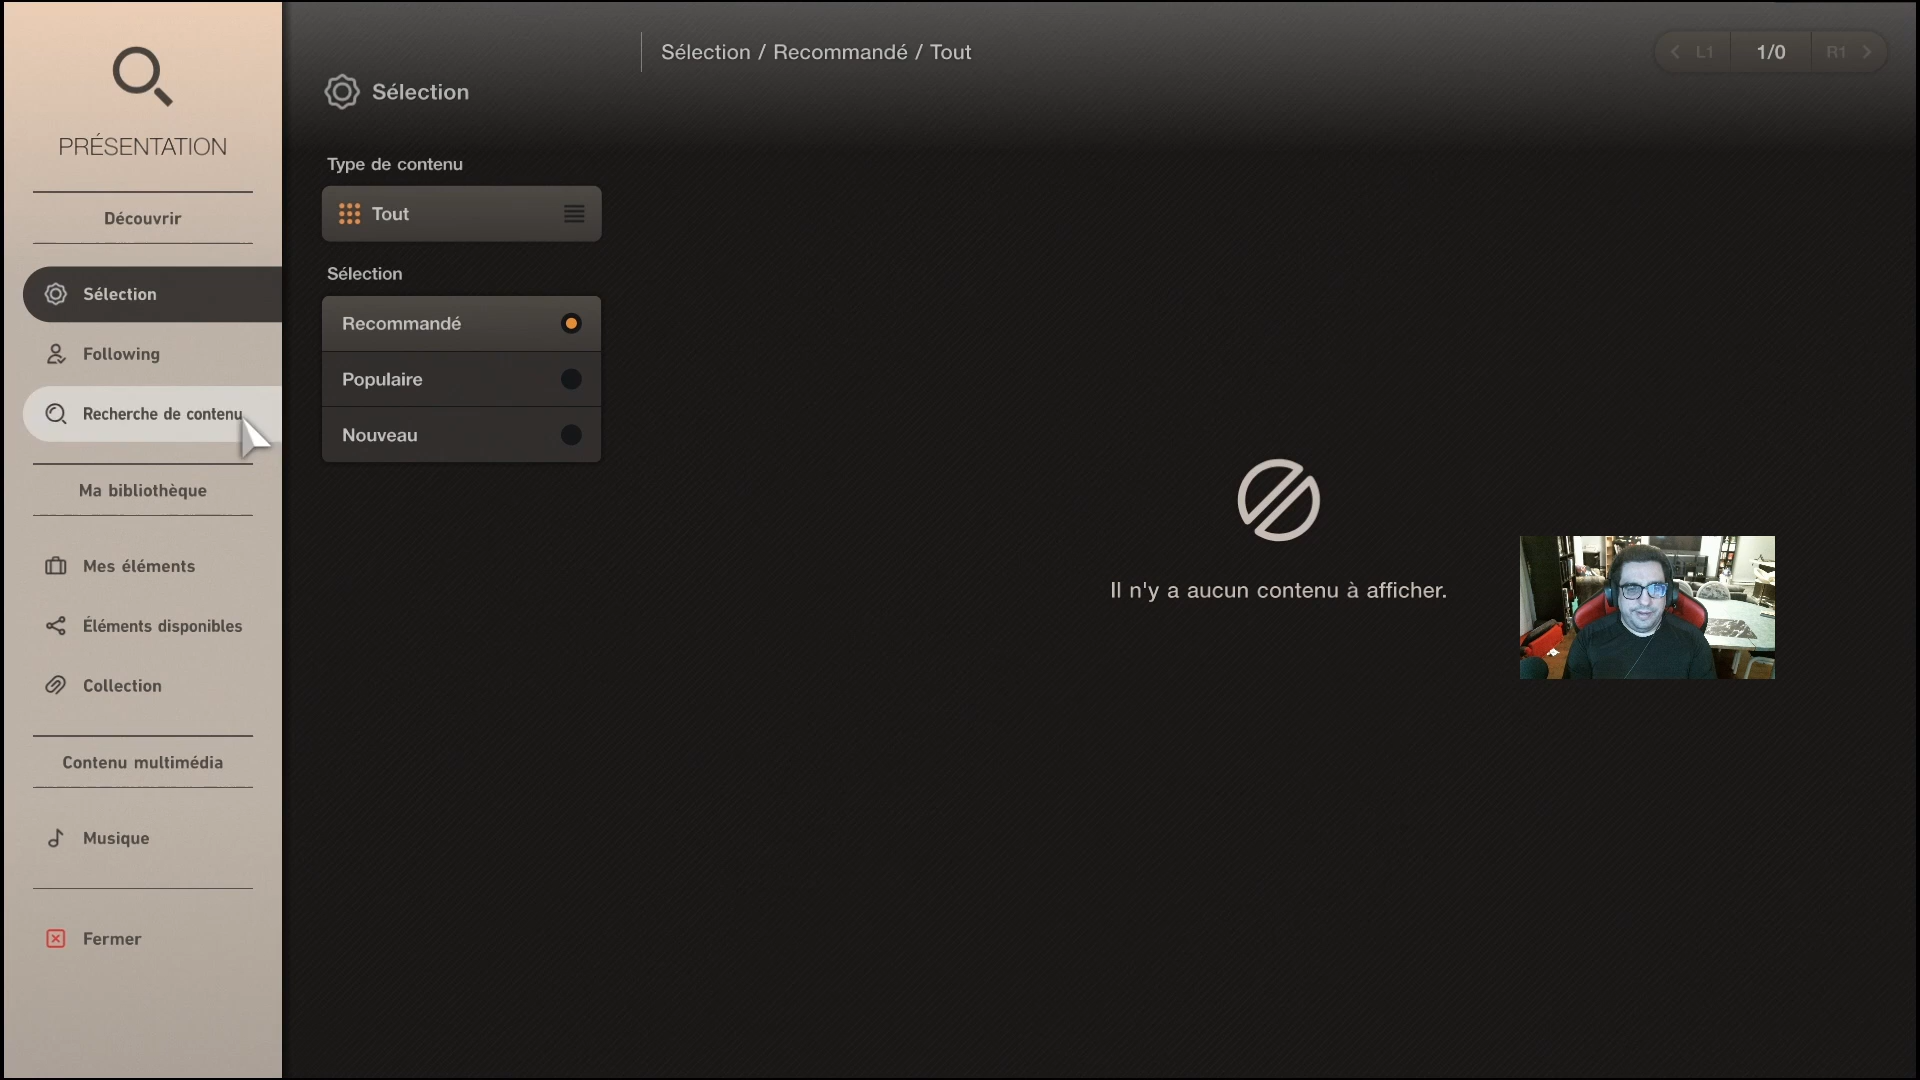 PRÉSENTATION
Découvrir
Sélection
Following
Recherche de contenu
Ma bibliothèque
Mes éléments
Éléments disponibles
Collection
Contenu multimédia
Musique
Fermer
Sélection
Type de contenu
Tout
Sélection
Recommandé
Populaire
Nouveau
Sélection / Recommandé / Tout
L1 1/0 R1
Il n'y a aucun contenu à afficher.